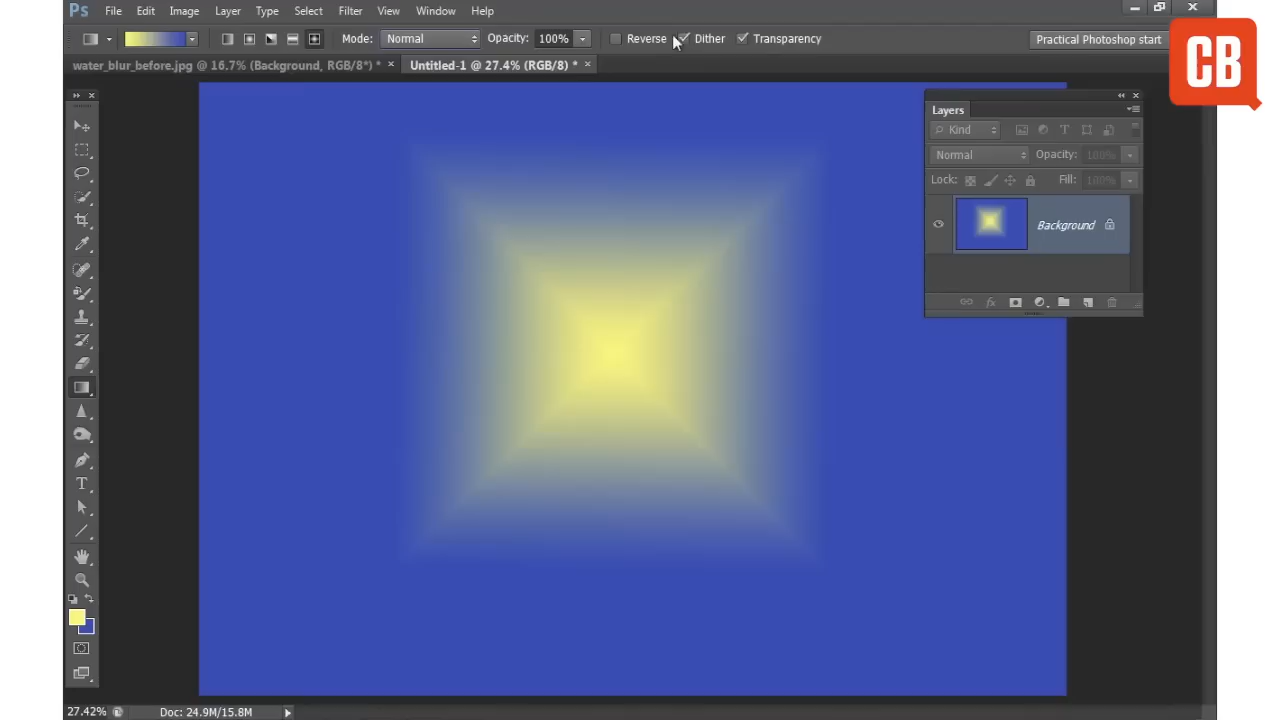 Ps File Edit Image Layer Type Select Filter View Window Help
Mode: Normal Opacity: 100% Reverse Dither Transparency Practical Photoshop start
CB
water_blur_before.jpg @ 16.7% (Background, RGB/8*) * × Untitled-1 @ 27.4% (RGB/8) * ×
Layers
Kind
Normal Opacity: 100%
Lock: Fill: 100%
Background
27.42% Doc: 24.9M/15.8M